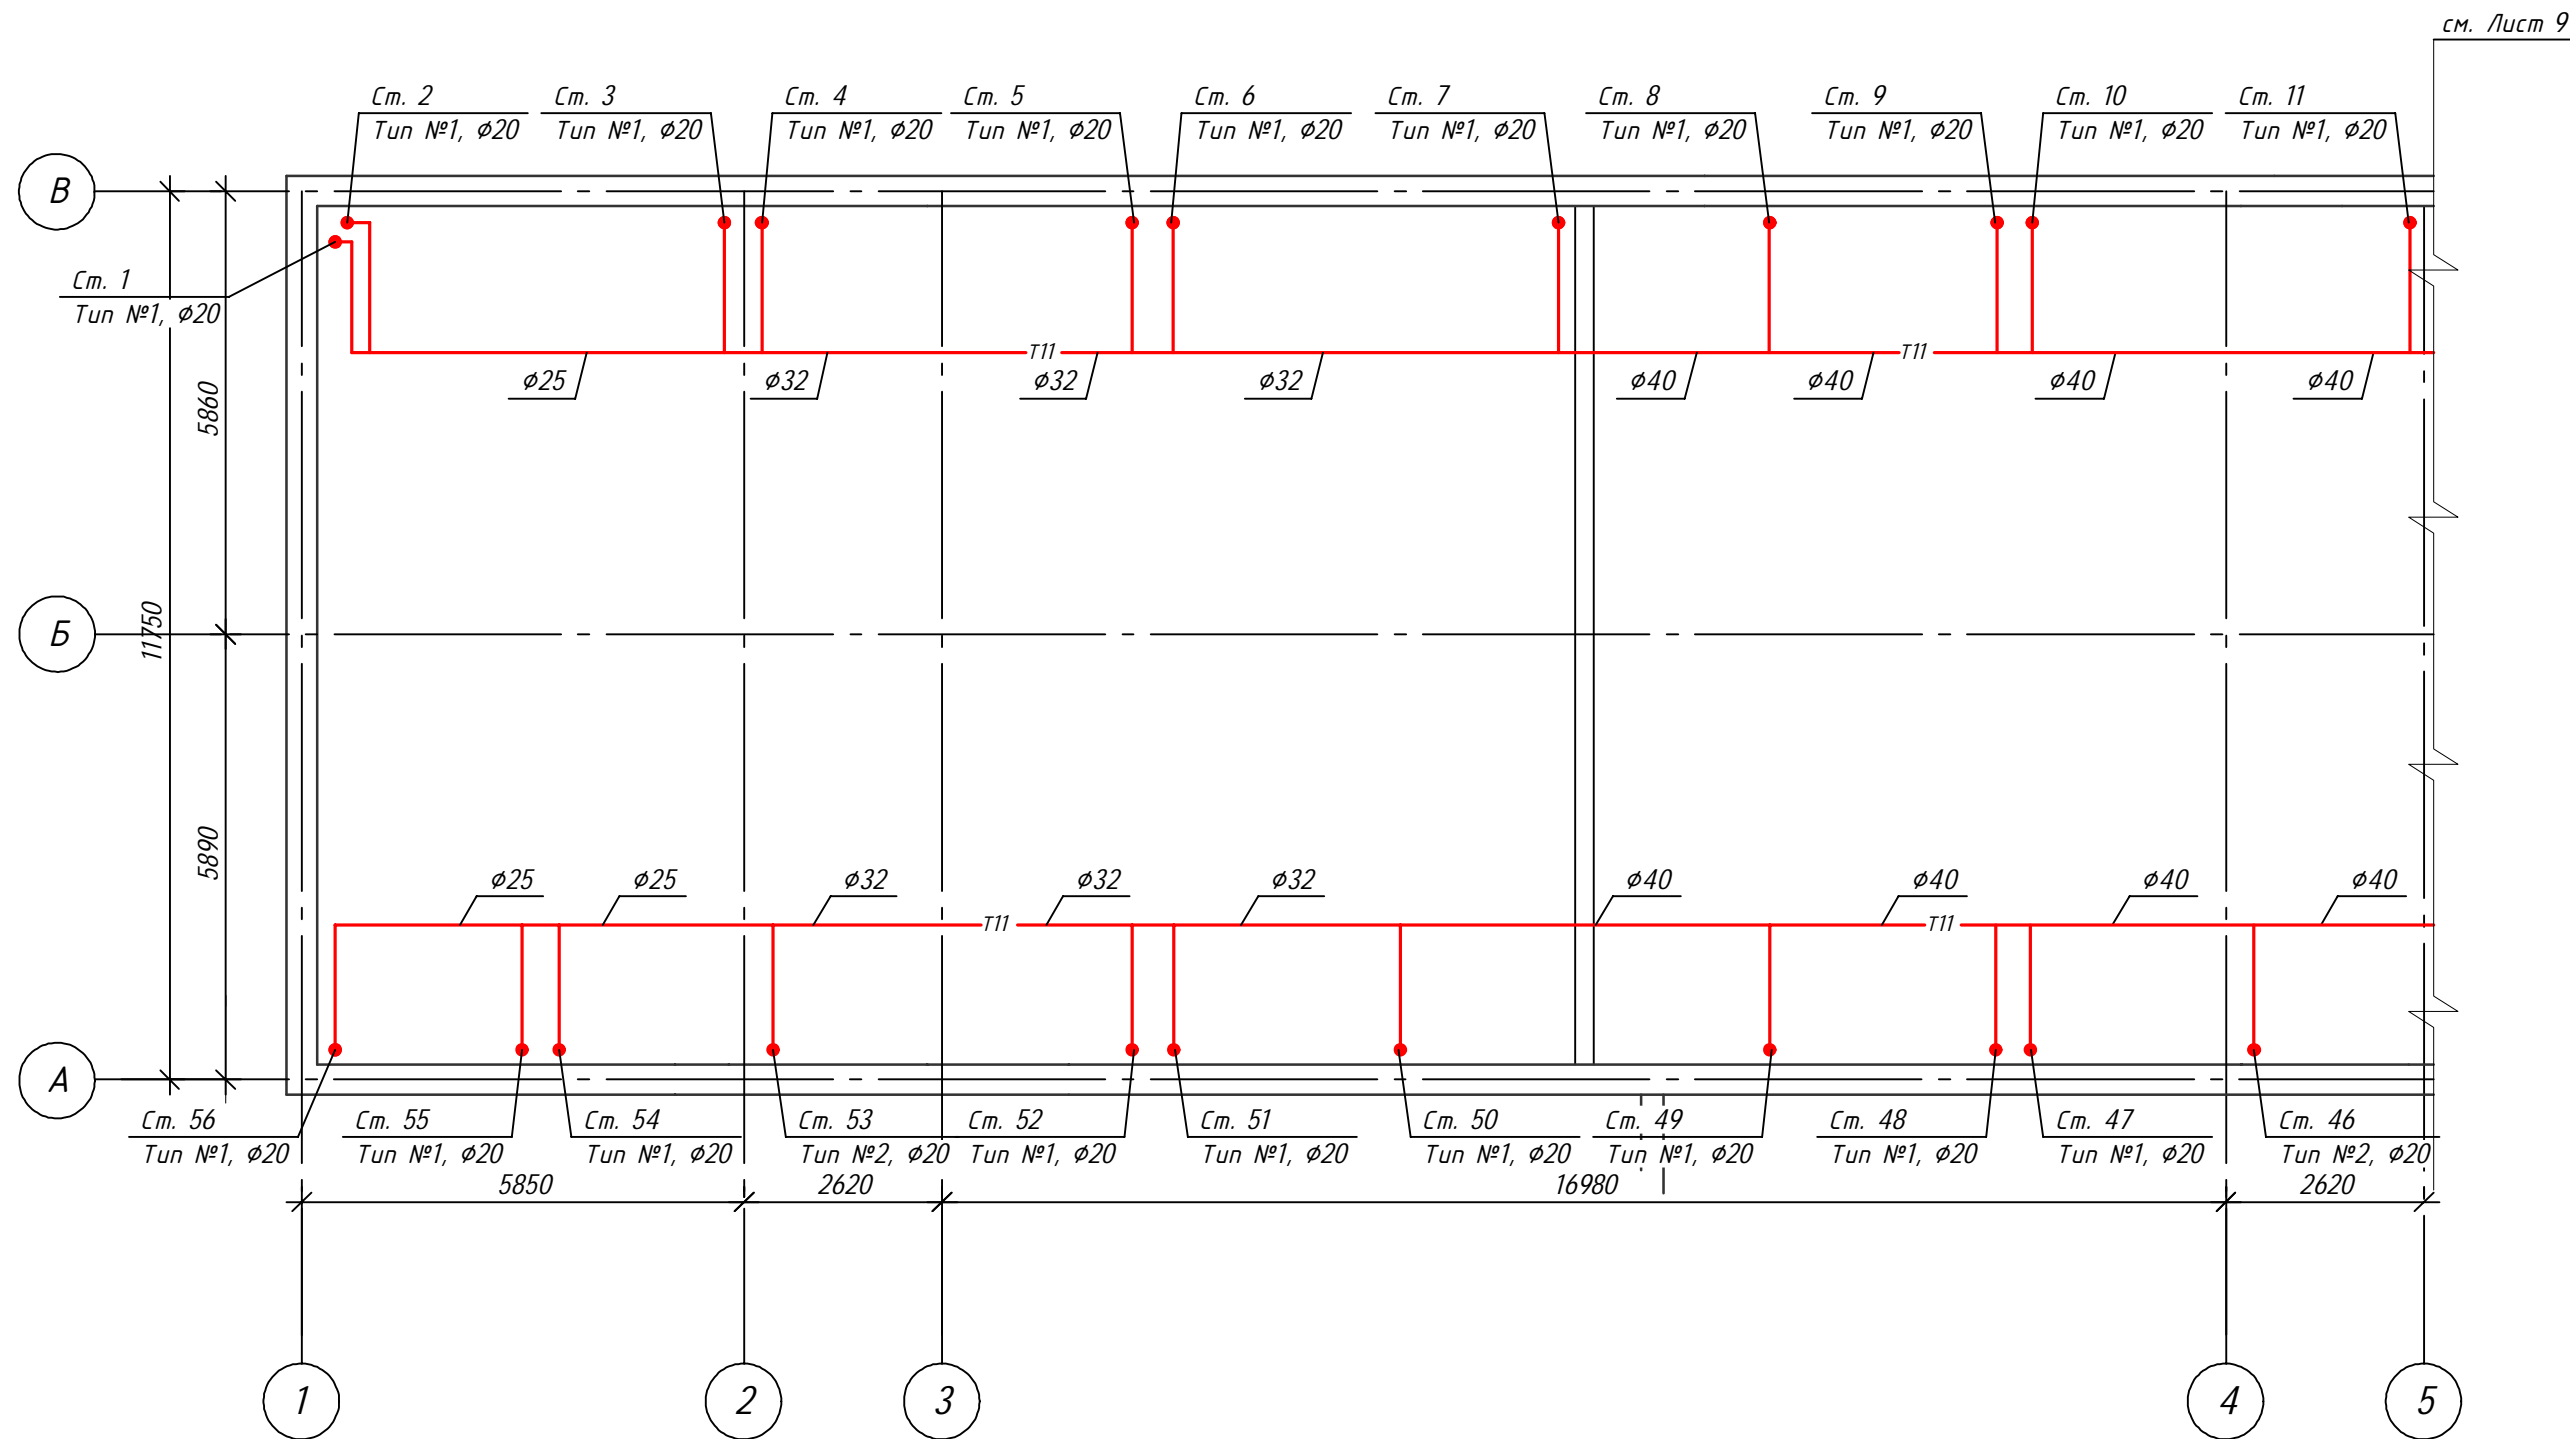 см. Лист 9
Ст. 2
Тип №1, ϕ20
Ст. 3
Тип №1, ϕ20
Ст. 4
Тип №1, ϕ20
Ст. 5
Тип №1, ϕ20
Ст. 6
Тип №1, ϕ20
Ст. 7
Тип №1, ϕ20
Ст. 8
Тип №1, ϕ20
Ст. 9
Тип №1, ϕ20
Ст. 10
Тип №1, ϕ20
Ст. 11
Тип №1, ϕ20
В
Ст. 1
Тип №1, ϕ20
Т11
Т11
ϕ25
ϕ32
ϕ32
ϕ32
ϕ40
ϕ40
ϕ40
ϕ40
5860
11750
Б
5890
ϕ25
ϕ25
ϕ32
ϕ32
ϕ32
ϕ40
ϕ40
ϕ40
ϕ40
Т11
Т11
А
Ст. 56
Тип №1, ϕ20
Ст. 55
Тип №1, ϕ20
Ст. 54
Тип №1, ϕ20
Ст. 53
Тип №2, ϕ20
Ст. 52
Тип №1, ϕ20
Ст. 51
Тип №1, ϕ20
Ст. 50
Тип №1, ϕ20
Ст. 49
Тип №1, ϕ20
Ст. 48
Тип №1, ϕ20
Ст. 47
Тип №1, ϕ20
Ст. 46
Тип №2, ϕ20
5850
2620
16980
2620
1
2
3
4
5